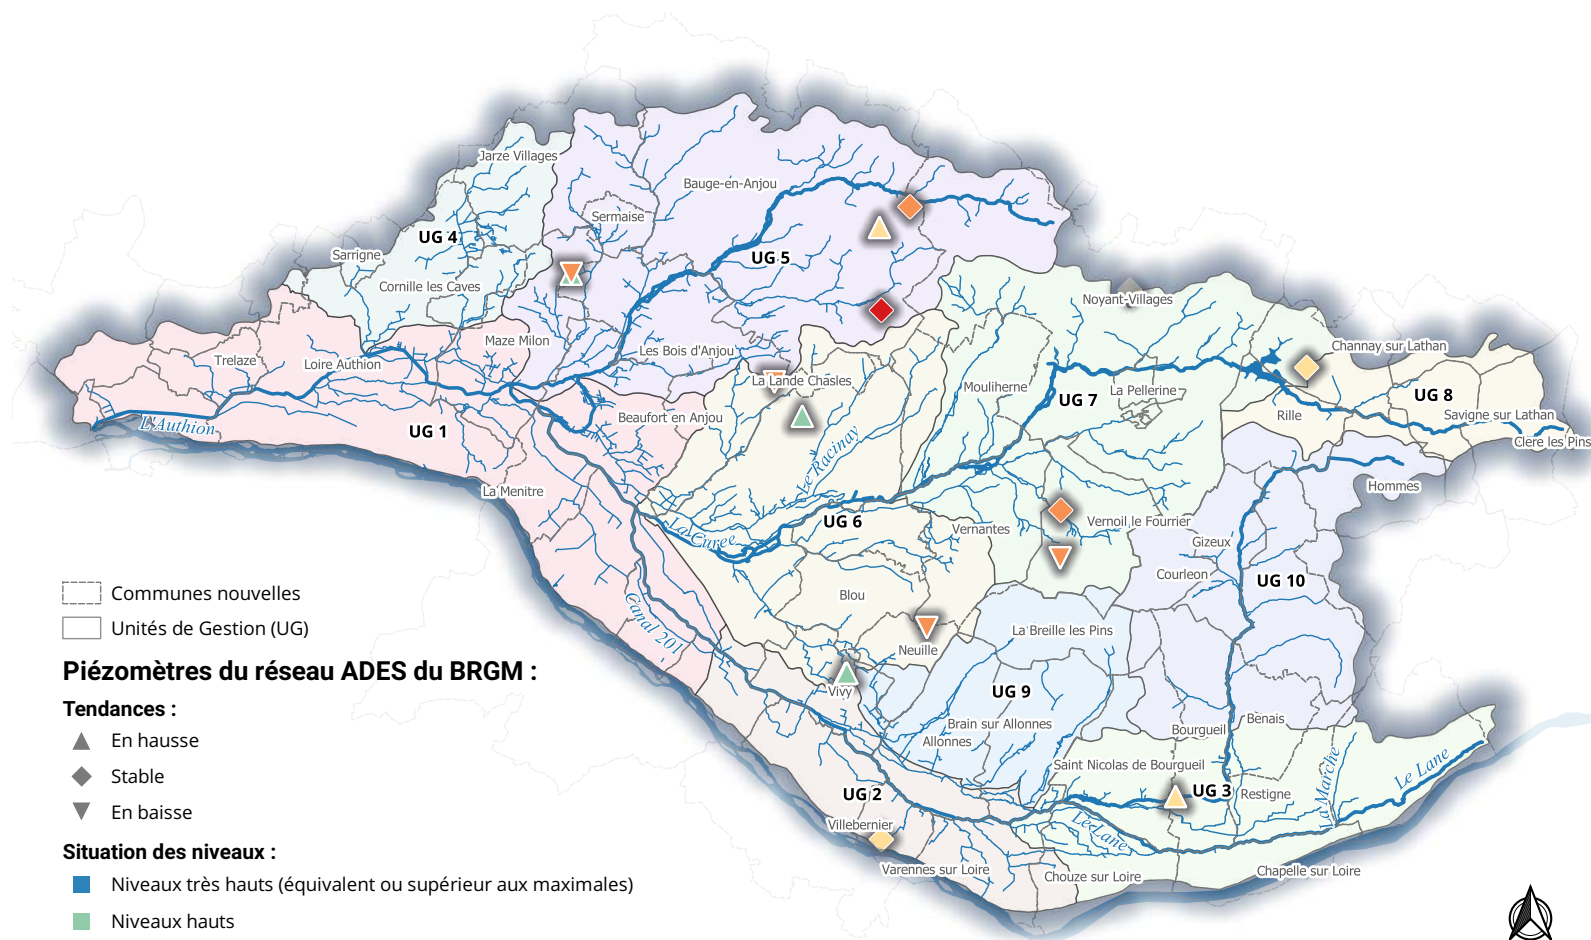 Jarze Villages
Bauge-en-Anjou
Sermaise
UG 4
Sarrigne
UG 5
Cornille les Caves
Noyant-Villages
Maze Milon
Channay sur Lathan
Trelaze
Loire Authion
Les Bois d'Anjou
La Lande Chasles
Mouliherne
La Pellerine
UG 7
UG 8
Rille
Savigne sur Lathan
L'Authion
UG 1
Beaufort en Anjou
Clere les Pins
Le Racinay
La Menitre
Hommes
La Curee
UG 6
Vernantes
Vernoil le Fourrier
Gizeux
Courleon
UG 10
Communes nouvelles
Blou
Canal 201
Unités de Gestion (UG)
La Breille les Pins
Neuille
Piézomètres du réseau ADES du BRGM :
Vivy
UG 9
Tendances :
Brain sur Allonnes
Benais
Bourgueil
En hausse
Allonnes
Saint Nicolas de Bourgueil
Stable
Le Lane
UG 2
UG 3
Restigne
La Marche
En baisse
Villebernier
Le Lane
Situation des niveaux :
Varennes sur Loire
Chouze sur Loire
Chapelle sur Loire
Niveaux très hauts (équivalent ou supérieur aux maximales)
Niveaux hauts